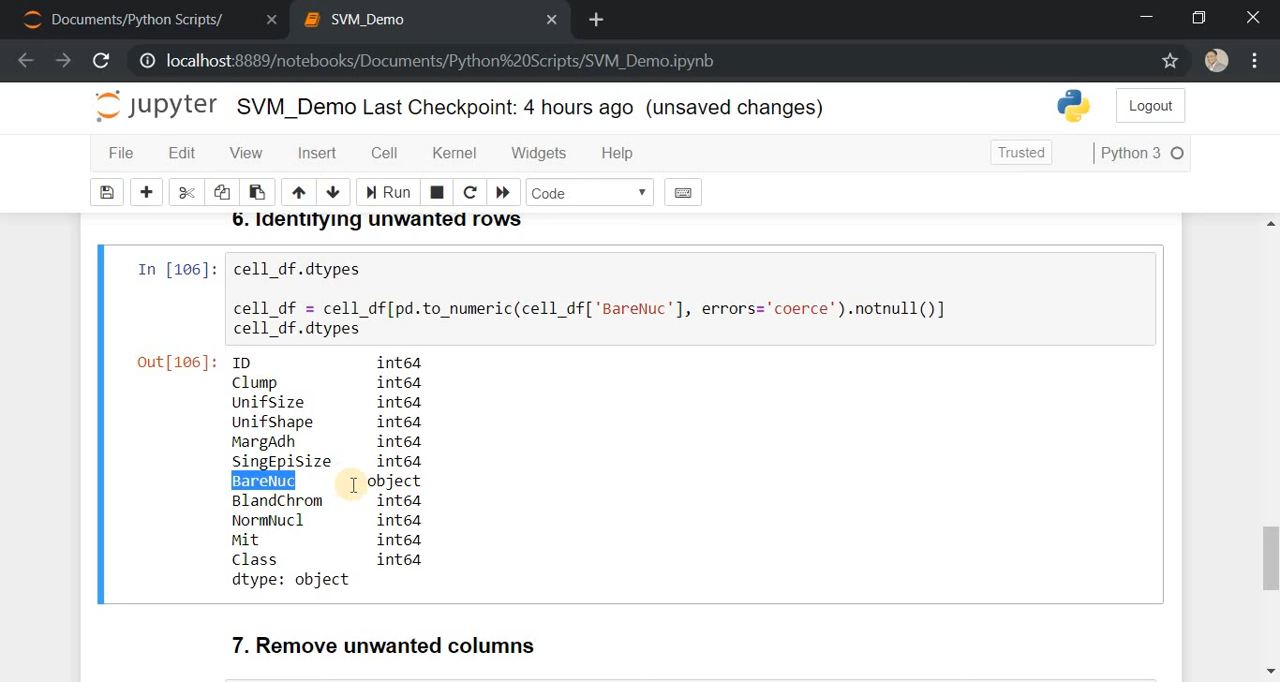 Documents/Python Scripts/
SVM_Demo
localhost:8889/notebooks/Documents/Python%20Scripts/SVM_Demo.ipynb
jupyter SVM_Demo Last Checkpoint: 4 hours ago (unsaved changes) Logout
File Edit View Insert Cell Kernel Widgets Help Trusted Python 3
Run Code
6. Identifying unwanted rows
In [106]: cell_df.dtypes
cell_df = cell_df[pd.to_numeric(cell_df['BareNuc'], errors='coerce').notnull()]
cell_df.dtypes
Out[106]: ID int64
Clump int64
UnifSize int64
UnifShape int64
MargAdh int64
SingEpiSize int64
BareNuc object
BlandChrom int64
NormNucl int64
Mit int64
Class int64
dtype: object
7. Remove unwanted columns